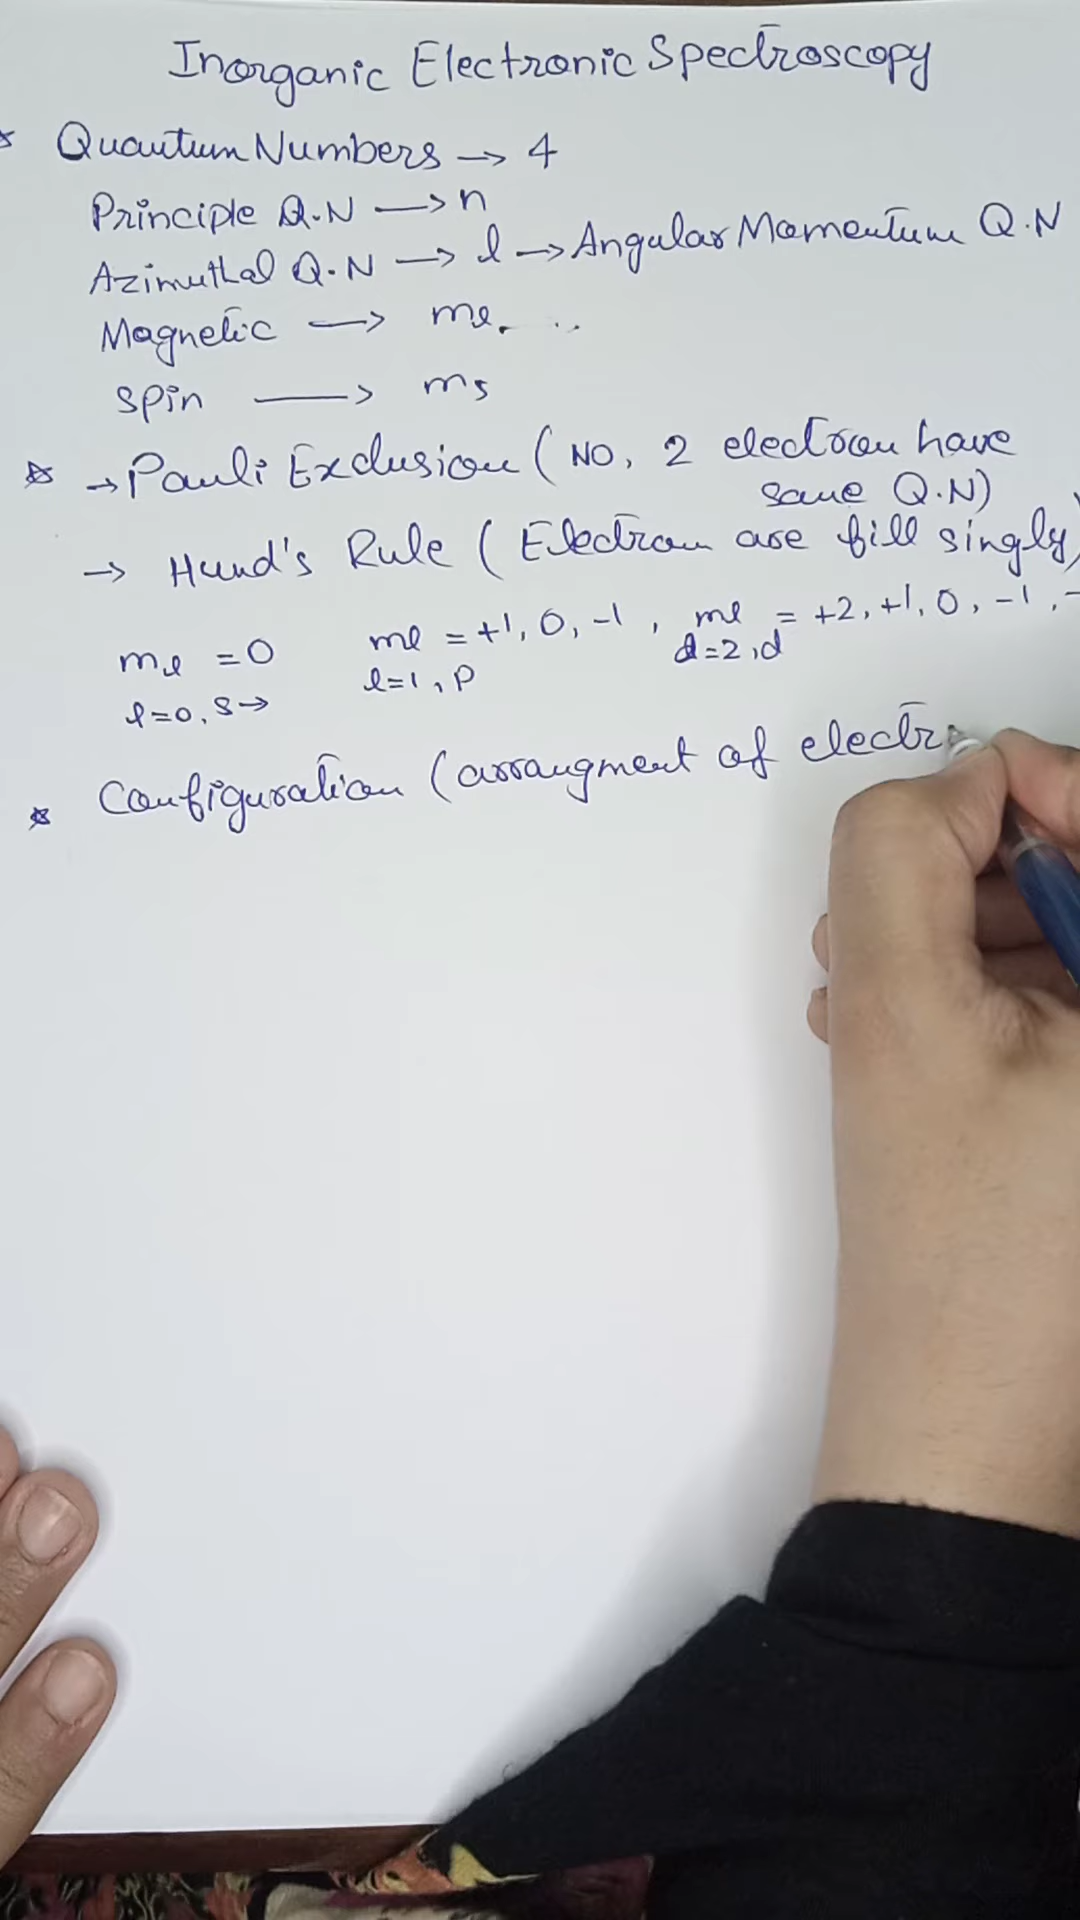 Inorganic Electronic Spectroscopy
Quantum Numbers → 4
Principle Q.N → n
Azimuthal Q.N → l → Angular Momentum Q.N
Magnetic → ml
Spin → ms
→ Pauli Exclusion (No, 2 electron have
same Q.N)
→ Hund's Rule (Electron are fill singly)
ml = 0 ml = +1, 0, -1, ml = +2, +1, 0, -1, -
l=0, s→ l=1, p l=2, d
Configuration (arrangment of electr